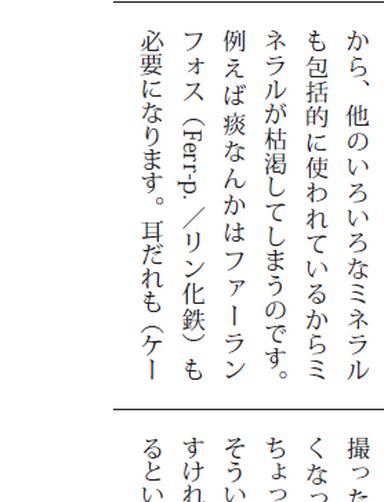 から、他のいろいろなミネラル
も包括的に使われているからミ
ネラルが枯渇してしまうのです。
例えば痰なんかはファーラン
フォス（Ferr-p.／リン化鉄）も
必要になります。耳だれも（ケー
撮った
くなっ
ちょっ
そうい
すけれ
るとい